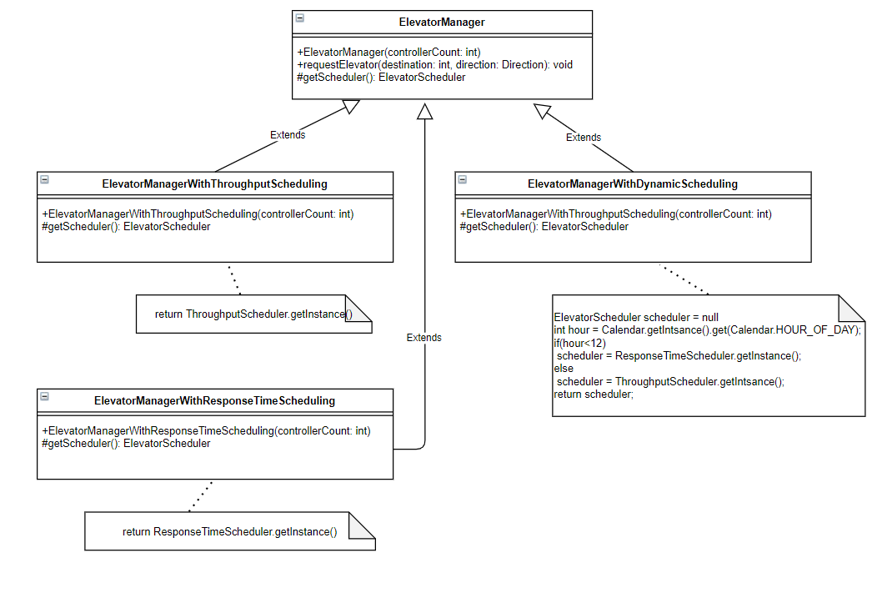 ElevatorManager
+ElevatorManager(controllerCount: int)
+requestElevator(destination: int, direction: Direction): void
#getScheduler(): ElevatorScheduler
Extends
Extends
ElevatorManagerWithThroughputScheduling
+ElevatorManagerWithThroughputScheduling(controllerCount: int)
#getScheduler(): ElevatorScheduler
ElevatorManagerWithDynamicScheduling
+ElevatorManagerWithThroughputScheduling(controllerCount: int)
#getScheduler(): ElevatorScheduler
return ThroughputScheduler.getInstance()
ElevatorScheduler scheduler = null
int hour = Calendar.getIntsance().get(Calendar.HOUR_OF_DAY);
if(hour<12)
scheduler = ResponseTimeScheduler.getInstance();
else
scheduler = ThroughputScheduler.getIntsance();
return scheduler;
Extends
ElevatorManagerWithResponseTimeScheduling
+ElevatorManagerWithResponseTimeScheduling(controllerCount: int)
#getScheduler(): ElevatorScheduler
return ResponseTimeScheduler.getInstance()